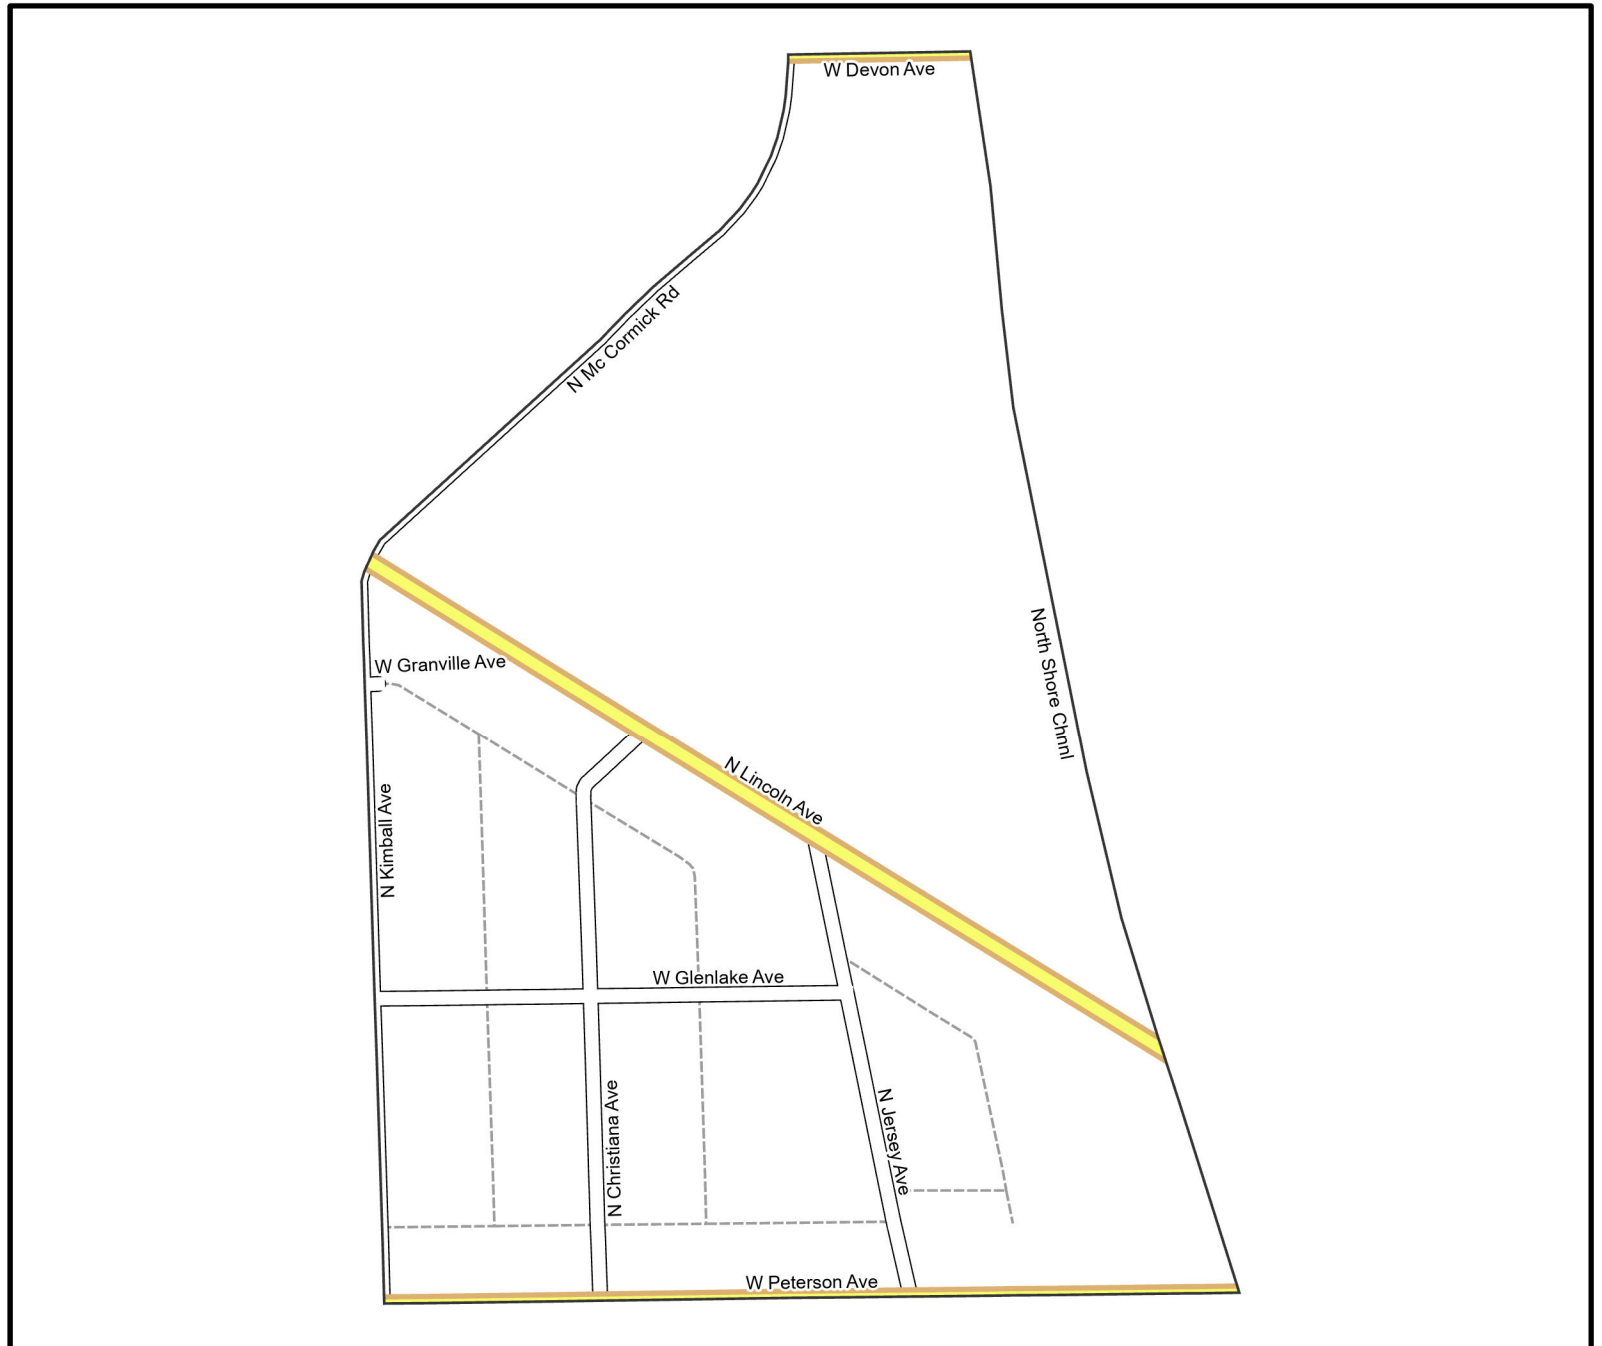 W Devon Ave
N Mc Cormick Rd
North Shore Chnnl
W Granville Ave
N Lincoln Ave
N Kimball Ave
W Glenlake Ave
N Christiana Ave
N Jersey Ave
W Peterson Ave